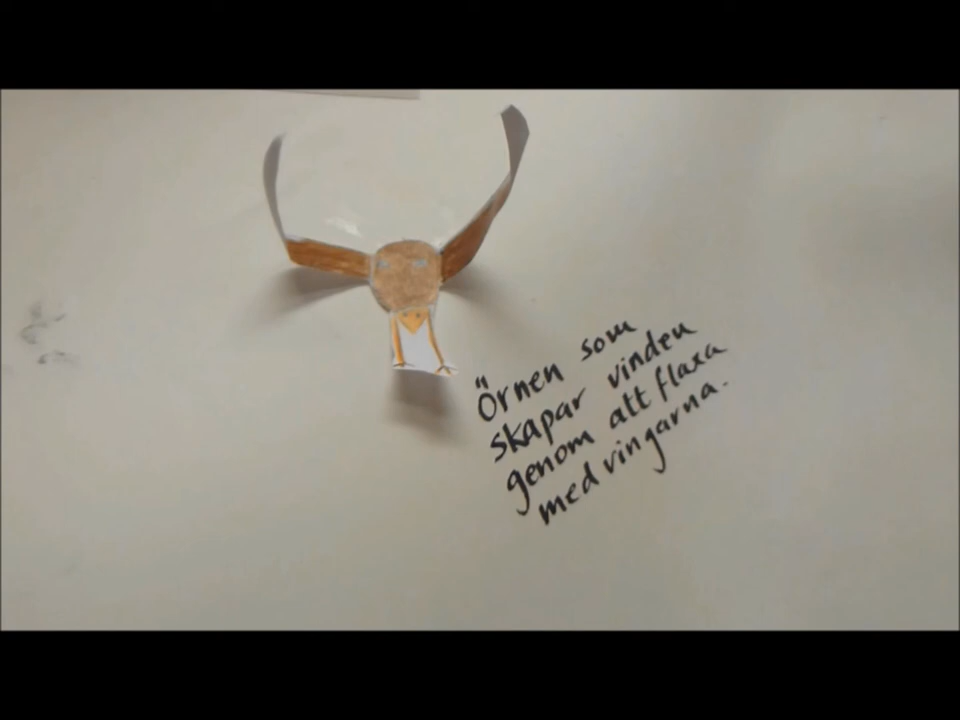 Örnen som
skapar vinden
genom att flaxa
med vingarna.